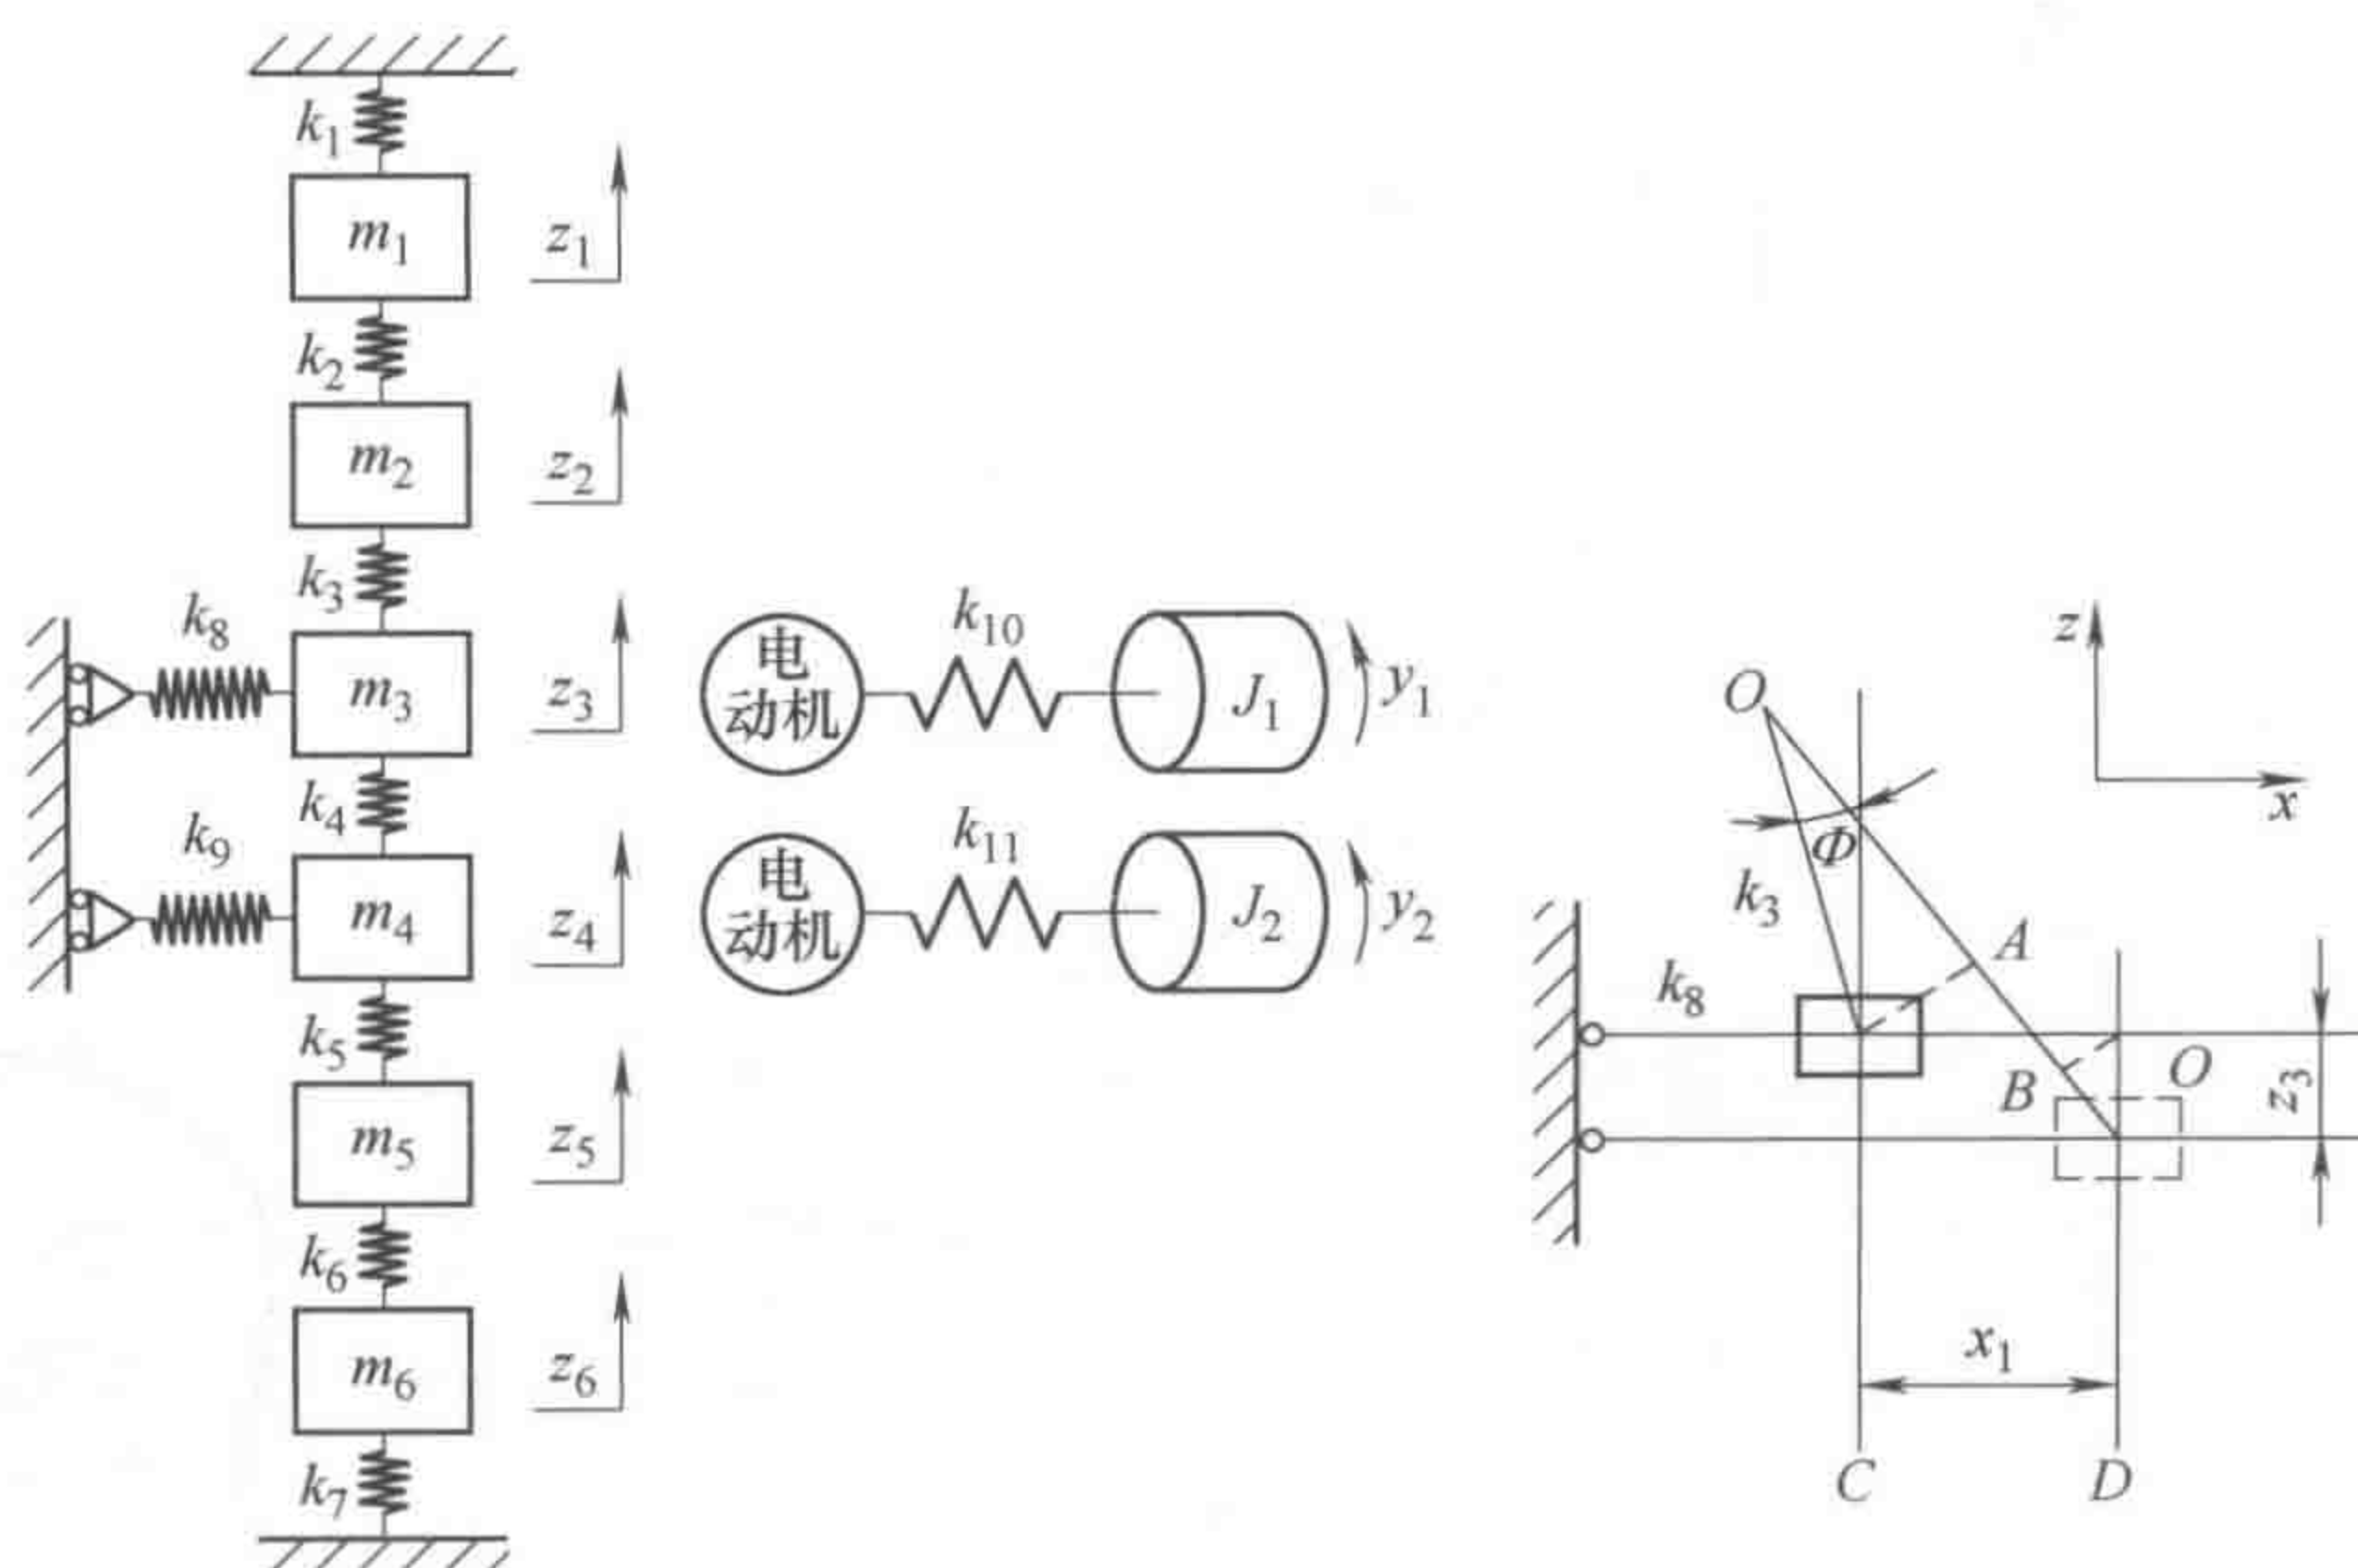 k1
m1
z1
k2
m2
z2
k3
k8
m3
z3
k4
k9
m4
z4
k5
m5
z5
k6
m6
z6
k7
电
动机
k10
J1
y1
电
动机
k11
J2
y2
z
x
O
Φ
k3
A
k8
B
O
z3
x1
C
D